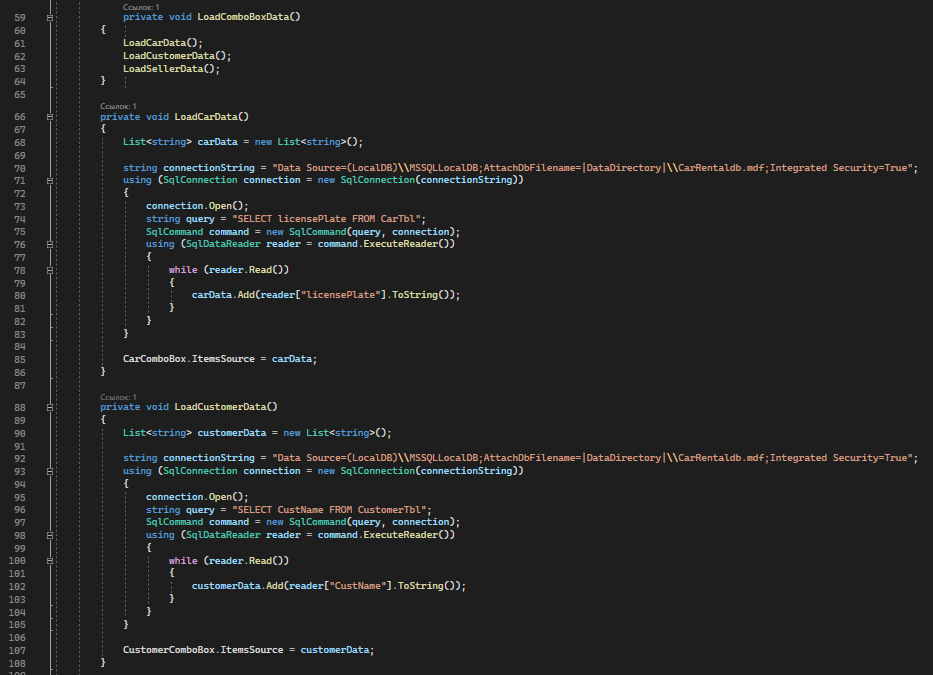 Ссылок: 1
59 private void LoadComboBoxData()
60 {
61 LoadCarData();
62 LoadCustomerData();
63 LoadSellerData();
64 }
65
Ссылок: 1
66 private void LoadCarData()
67 {
68 List<string> carData = new List<string>();
69
70 string connectionString = "Data Source=(LocalDB)\\MSSQLLocalDB;AttachDbFilename=|DataDirectory|\\CarRentaldb.mdf;Integrated Security=True";
71 using (SqlConnection connection = new SqlConnection(connectionString))
72 {
73 connection.Open();
74 string query = "SELECT licensePlate FROM CarTbl";
75 SqlCommand command = new SqlCommand(query, connection);
76 using (SqlDataReader reader = command.ExecuteReader())
77 {
78 while (reader.Read())
79 {
80 carData.Add(reader["licensePlate"].ToString());
81 }
82 }
83 }
84
85 CarComboBox.ItemsSource = carData;
86 }
87
Ссылок: 1
88 private void LoadCustomerData()
89 {
90 List<string> customerData = new List<string>();
91
92 string connectionString = "Data Source=(LocalDB)\\MSSQLLocalDB;AttachDbFilename=|DataDirectory|\\CarRentaldb.mdf;Integrated Security=True";
93 using (SqlConnection connection = new SqlConnection(connectionString))
94 {
95 connection.Open();
96 string query = "SELECT CustName FROM CustomerTbl";
97 SqlCommand command = new SqlCommand(query, connection);
98 using (SqlDataReader reader = command.ExecuteReader())
99 {
100 while (reader.Read())
101 {
102 customerData.Add(reader["CustName"].ToString());
103 }
104 }
105 }
106
107 CustomerComboBox.ItemsSource = customerData;
108 }